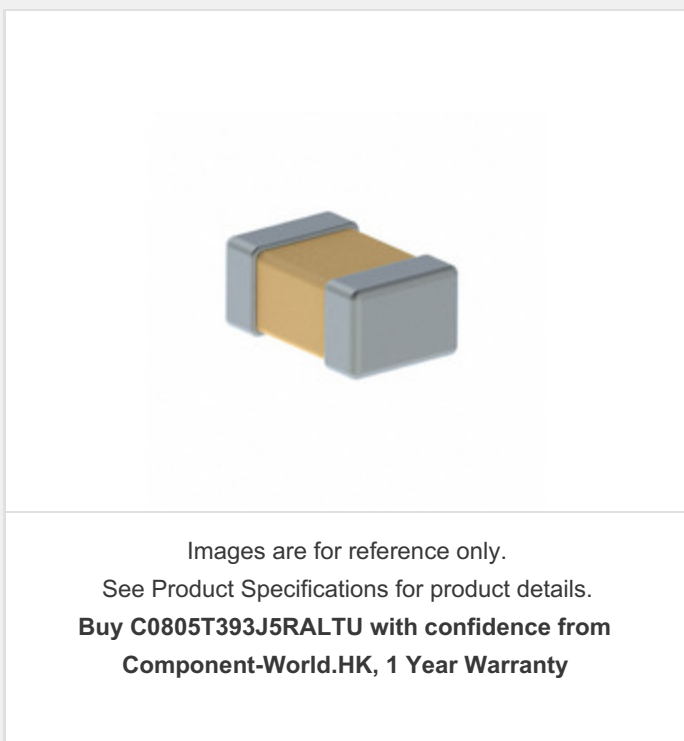 Images are for reference only.
See Product Specifications for product details.
Buy C0805T393J5RALTU with confidence from
Component-World.HK, 1 Year Warranty